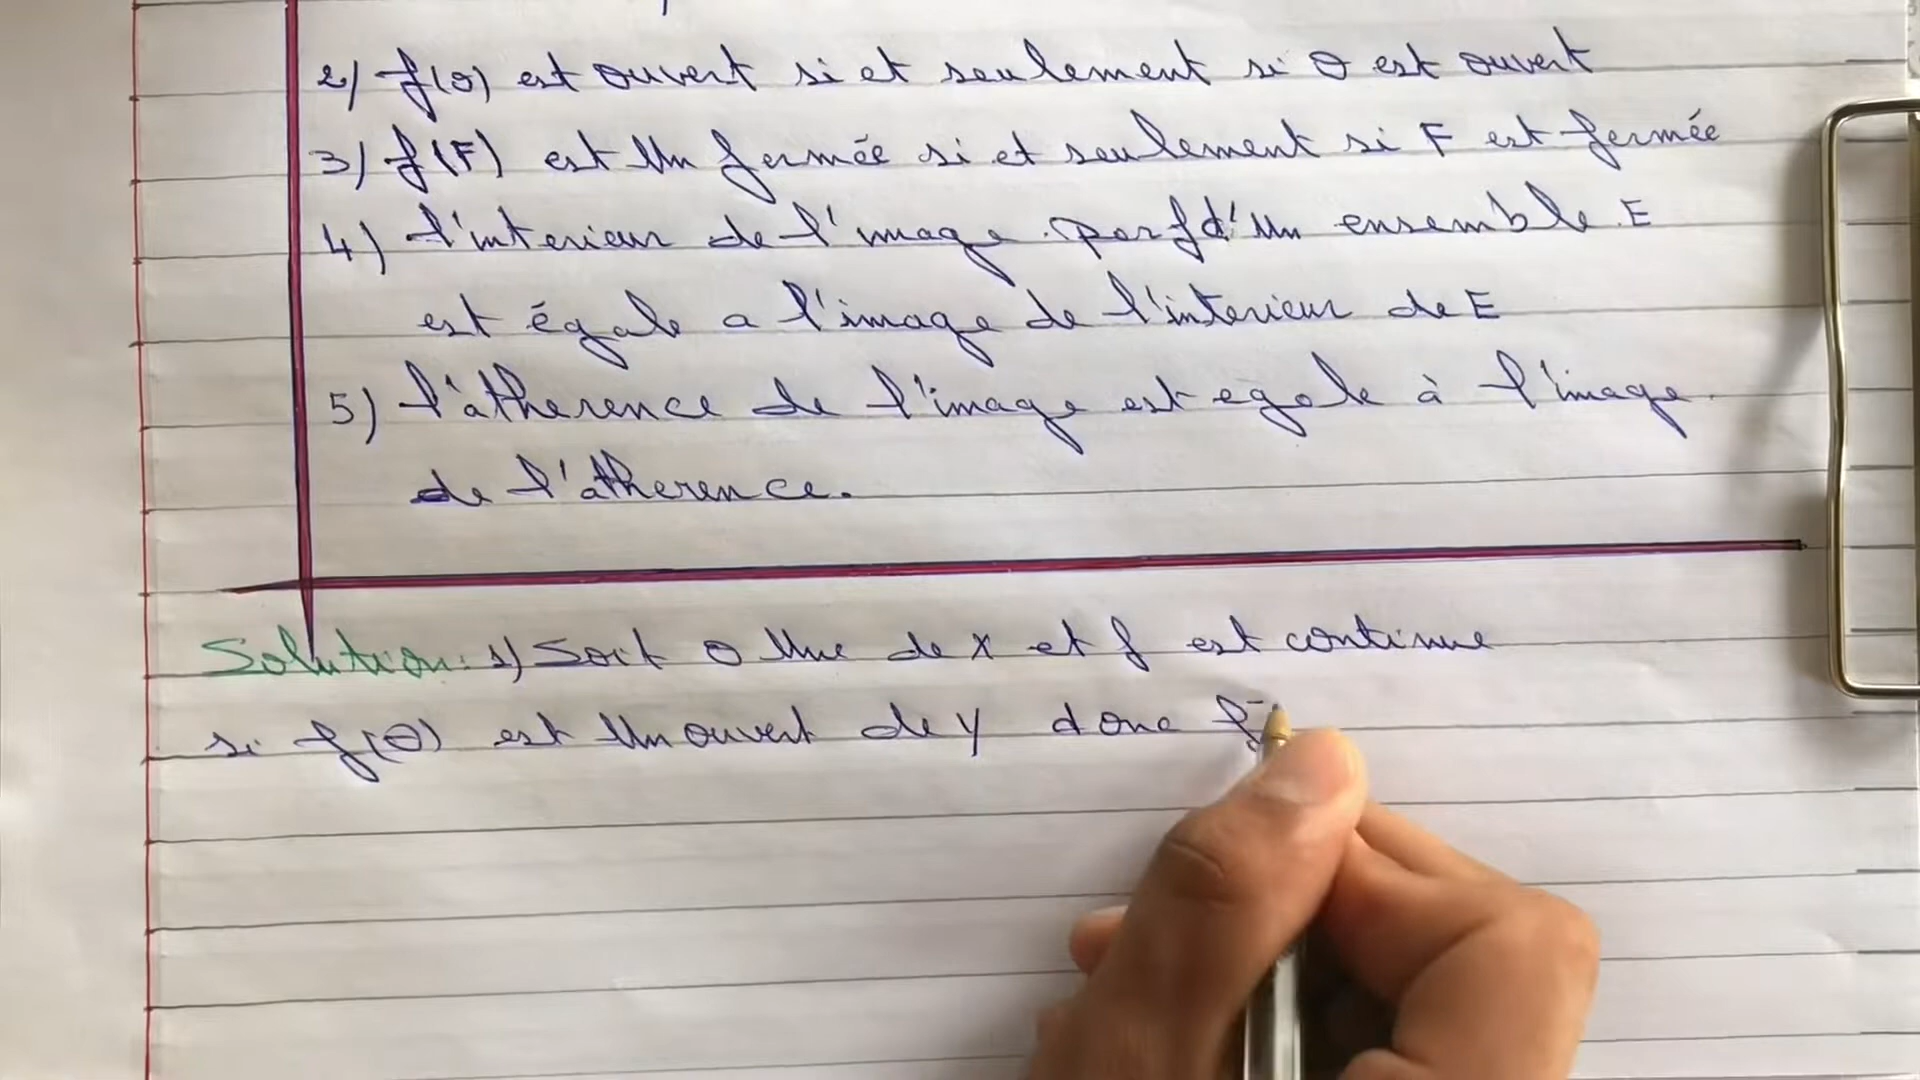 2) f(O) est ouvert si et seulement si O est ouvert
3) f(F) est un fermée si et seulement si F est fermée
4) l'interieur de l'image par f d'un ensemble E
est égale a l'image de l'interieur de E
5) l'atherence de l'image est egale à l'image
de l'atherence.
Solution: 1) Soit O Une de X et f est continue
si f(O) est Un ouvert de Y donc f⁻